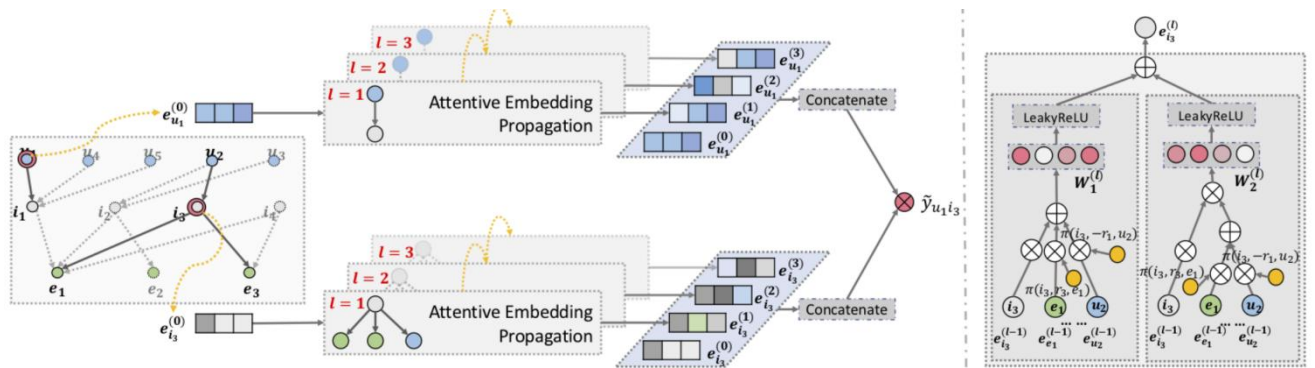 l = 3
l = 2
l = 1
Attentive Embedding
Propagation
e_{u_1}^{(0)}
e_{u_1}^{(3)}
e_{u_1}^{(2)}
e_{u_1}^{(1)}
e_{u_1}^{(0)}
Concatenate
u_4 u_5 u_2 u_3
i_1 i_2 i_3 i_4
e_1 e_2 e_3
ỹ_{u_1 i_3}
l = 3
l = 2
l = 1
Attentive Embedding
Propagation
e_{i_3}^{(0)}
e_{i_3}^{(3)}
e_{i_3}^{(2)}
e_{i_3}^{(1)}
e_{i_3}^{(0)}
Concatenate
e_{i_3}^{(l)}
LeakyReLU
W_1^{(l)}
π(i_3, −r_1, u_2)
π(i_3, r_3, e_1)
i_3 e_1 u_2
e_{i_3}^{(l-1)} e_{e_1}^{(l-1)} ... ... e_{u_2}^{(l-1)}
LeakyReLU
W_2^{(l)}
π(i_3, −r_1, u_2)
π(i_3, r_3, e_1)
i_3 e_1 u_2
e_{i_3}^{(l-1)} e_{e_1}^{(l-1)} ... ... e_{u_2}^{(l-1)}